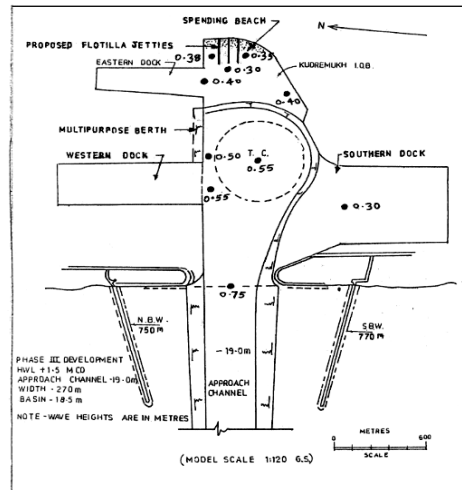 SPENDING BEACH
N
PROPOSED FLOTILLA JETTIES
EASTERN DOCK
0.38
0.35
0.30
0.40
KUDREMUKH I.O.B.
0.40
MULTIPURPOSE BERTH
WESTERN DOCK
0.50
T. C.
0.55
SOUTHERN DOCK
0.55
0.30
0.75
N.B.W.
750 M
S.B.W.
770 M
-19.0m
APPROACH
CHANNEL
PHASE III DEVELOPMENT
HWL +1.5 M CD
APPROACH CHANNEL -19.0m
WIDTH -270 m
BASIN -18.5 m
NOTE - WAVE HEIGHTS ARE IN METRES
METRES
0 600
SCALE
(MODEL SCALE 1:120 G.S.)